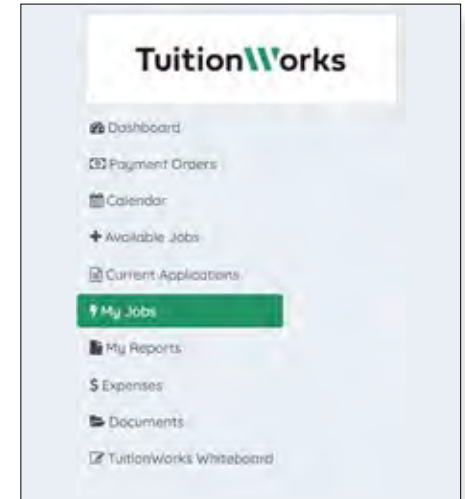 TuitionWorks
Dashboard
Payment Orders
Calendar
Available Jobs
Current Applications
My Jobs
My Reports
$ Expenses
Documents
TuitionWorks Whiteboard